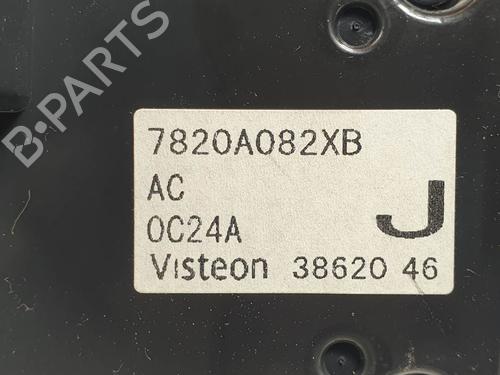 B-PARTS
7820A082XB
AC
0C24A
J
Visteon 38620 46